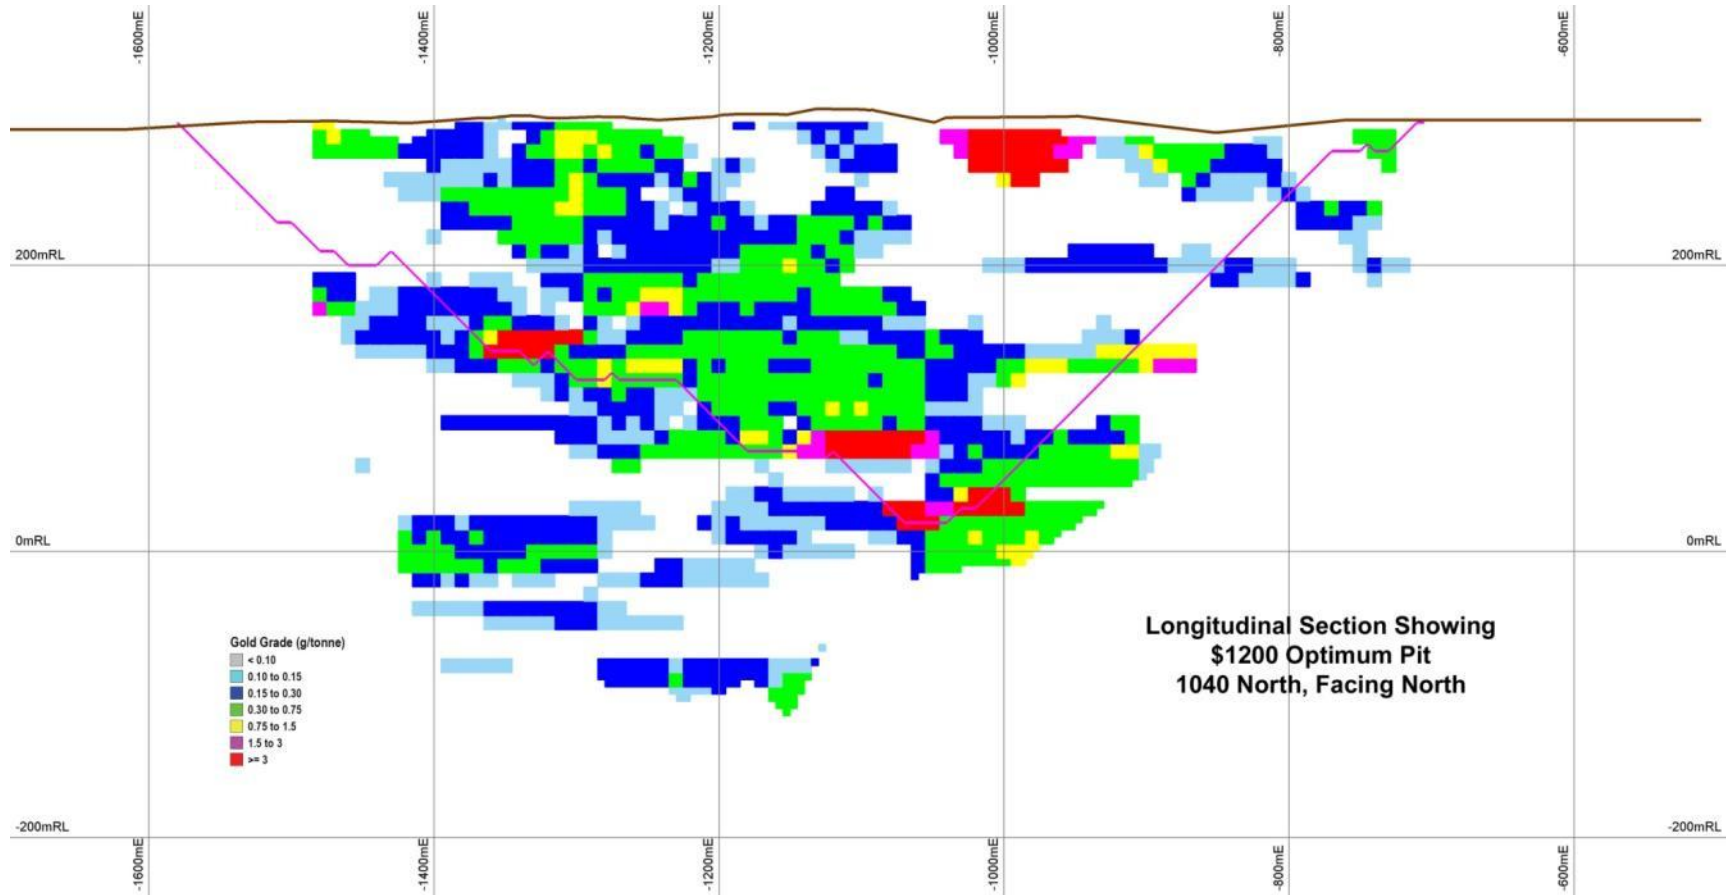 -1600mE
-1400mE
-1200mE
-1000mE
-800mE
-600mE
200mRL
200mRL
0mRL
0mRL
Longitudinal Section Showing
$1200 Optimum Pit
1040 North, Facing North
Gold Grade (g/tonne)
< 0.10
0.10 to 0.15
0.15 to 0.30
0.30 to 0.75
0.75 to 1.5
1.5 to 3
>= 3
-200mRL
-200mRL
-1600mE
-1400mE
-1200mE
-1000mE
-800mE
-600mE